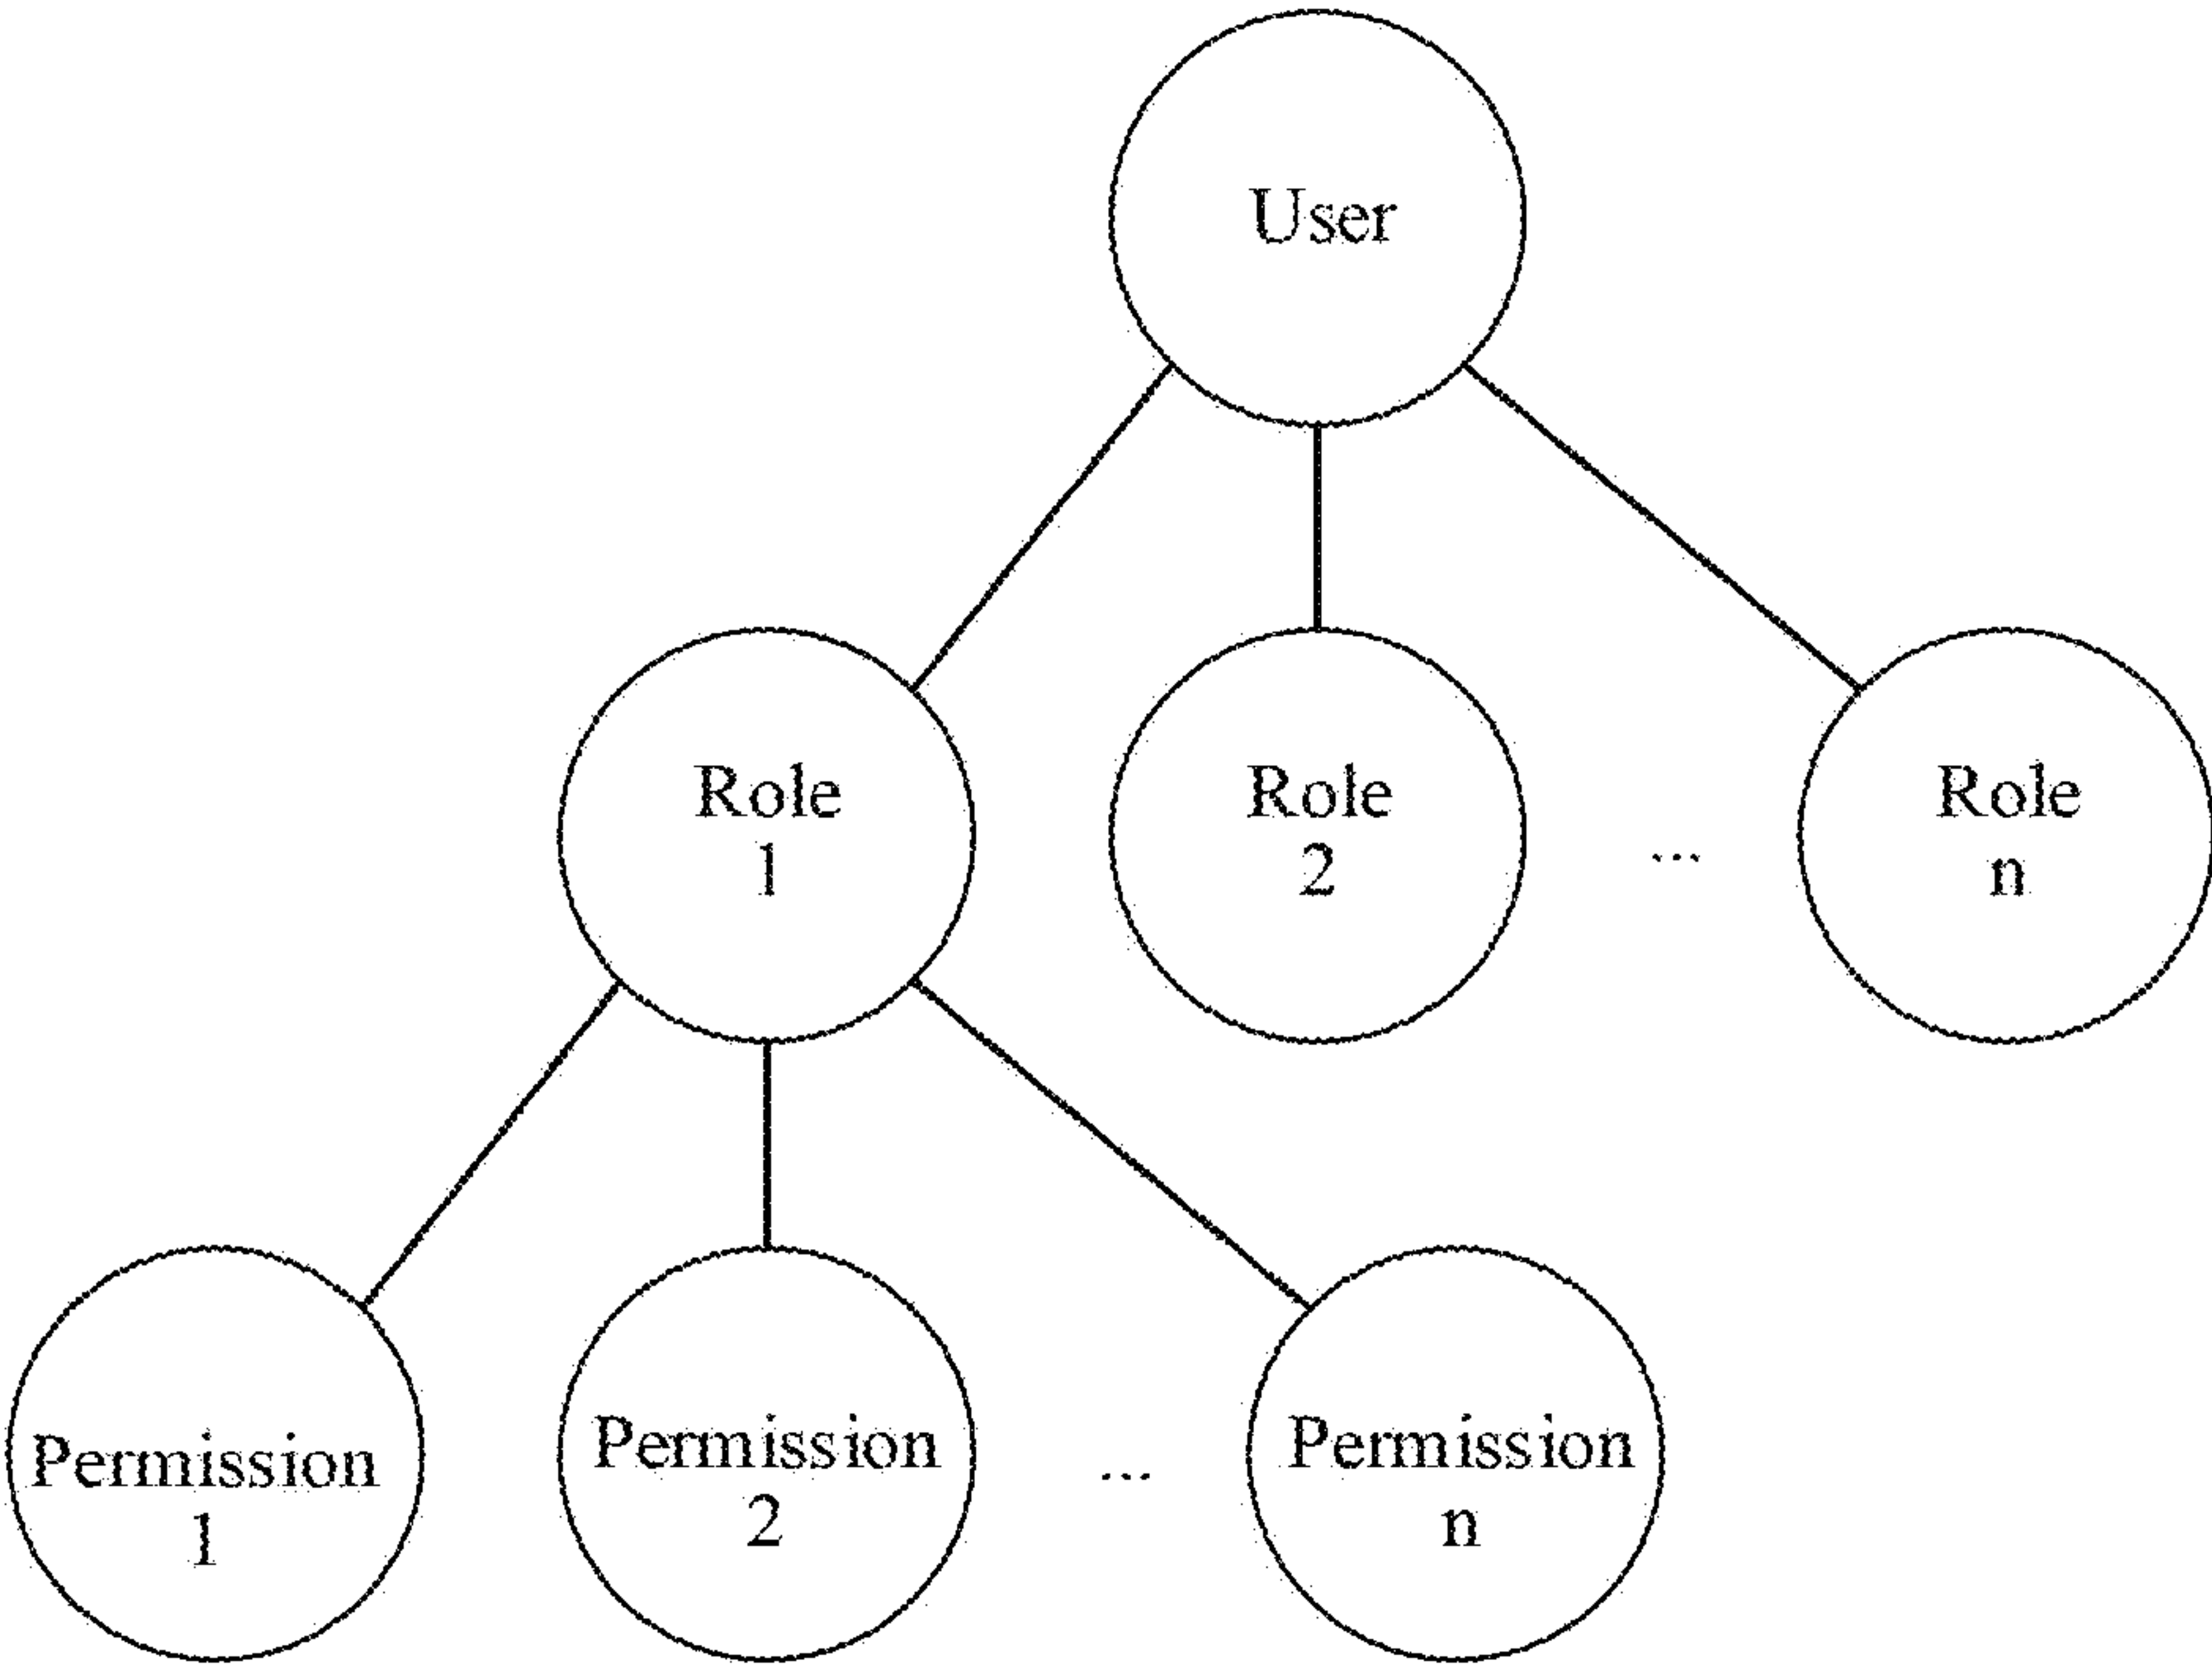 User
Role
1
Role
2
...
Role
n
Permission
1
Permission
2
...
Permission
n